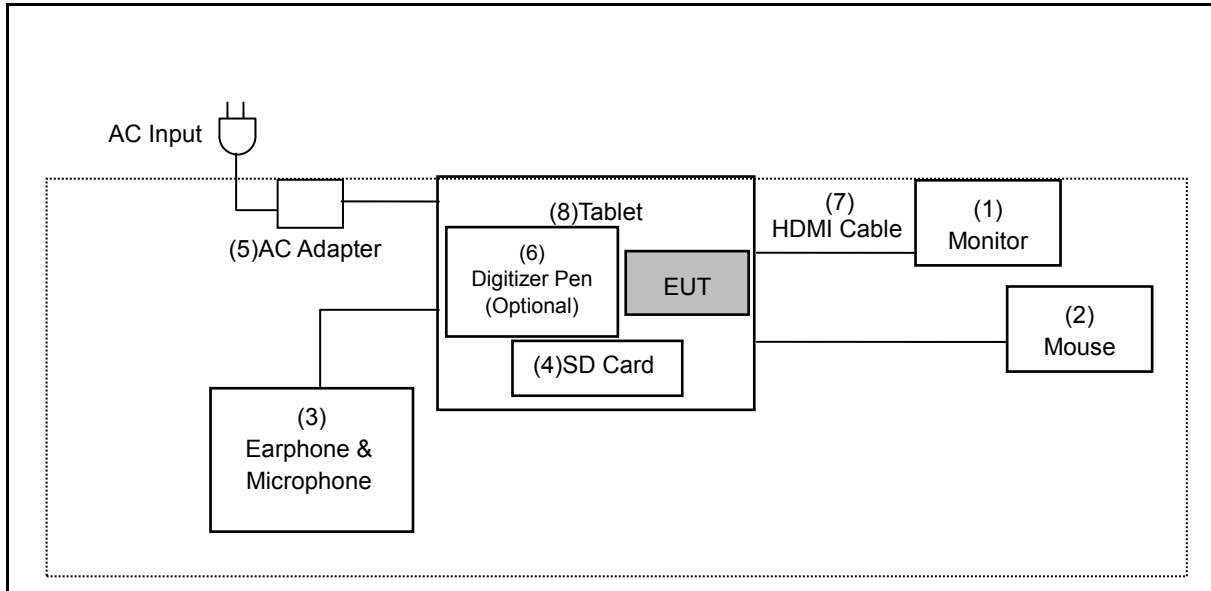 AC Input
(5)AC Adapter
(8)Tablet
(6)
Digitizer Pen
(Optional)
EUT
(4)SD Card
(7)
HDMI Cable
(1)
Monitor
(2)
Mouse
(3)
Earphone &
Microphone